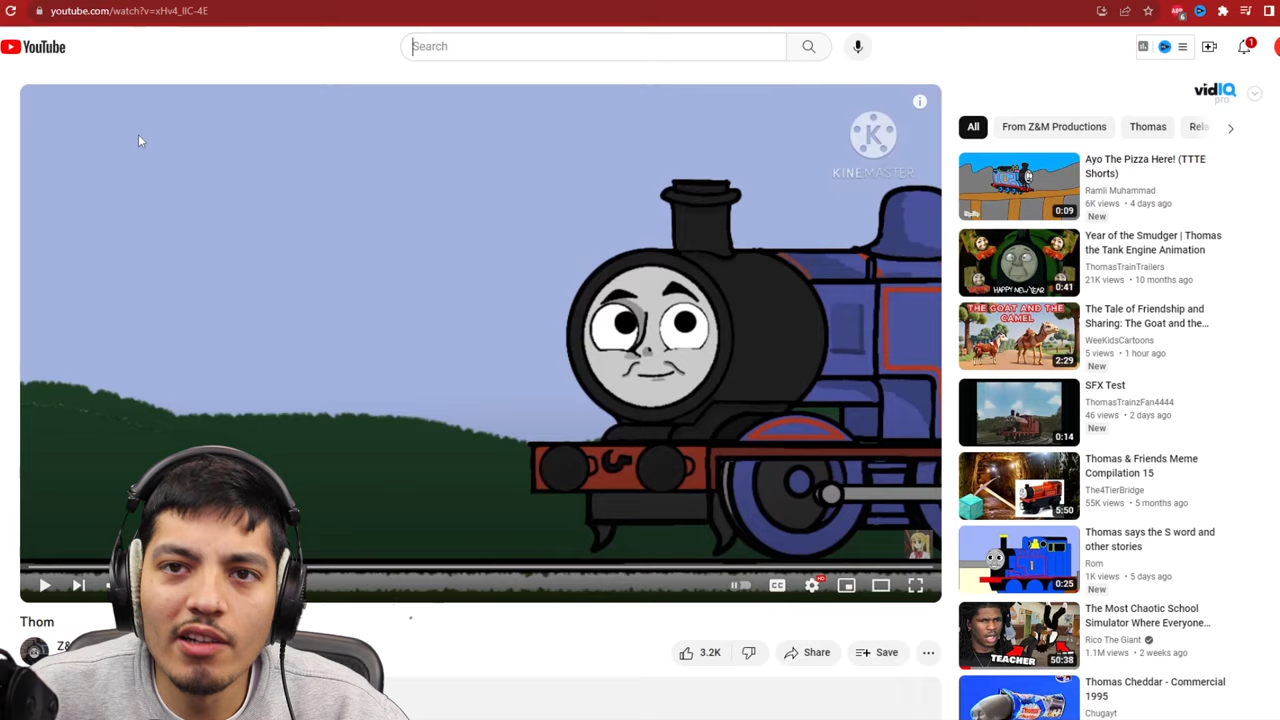 youtube.com/watch?v=xHv4_lIC-4E
YouTube
Search
1
vidIQ
pro
KINEMASTER
All
From Z&M Productions
Thomas
Rela
Ayo The Pizza Here! (TTTE
Shorts)
Ramli Muhammad
6K views • 4 days ago
New
0:09
Year of the Smudger | Thomas
the Tank Engine Animation
ThomasTrainTrailers
21K views • 10 months ago
HAPPY NEW YEAR
0:41
THE GOAT AND THE
CAMEL
The Tale of Friendship and
Sharing: The Goat and the...
WeeKidsCartoons
5 views • 1 hour ago
New
2:29
SFX Test
ThomasTrainzFan4444
46 views • 2 days ago
New
0:14
Thomas & Friends Meme
Compilation 15
The4TierBridge
55K views • 5 months ago
5:50
Thomas says the S word and
other stories
Rom
1K views • 5 days ago
New
0:25
The Most Chaotic School
Simulator Where Everyone...
Rico The Giant
1.1M views • 2 weeks ago
TEACHER
50:38
Thomas Cheddar - Commercial
1995
Chugayt
CC
HD
Thom
Z&
3.2K
Share
Save